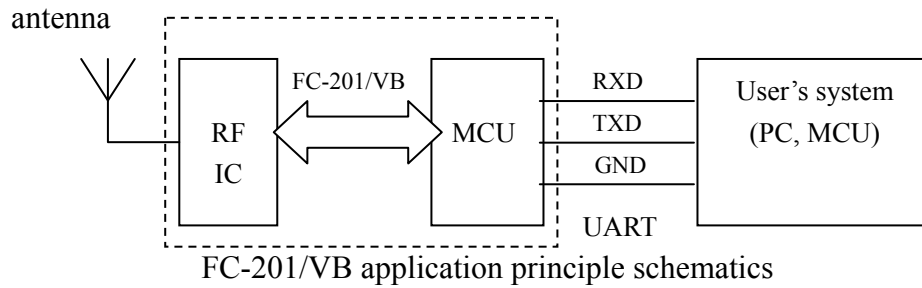 antenna
FC-201/VB
RF
IC
MCU
RXD
TXD
GND
UART
User’s system
(PC, MCU)
FC-201/VB application principle schematics